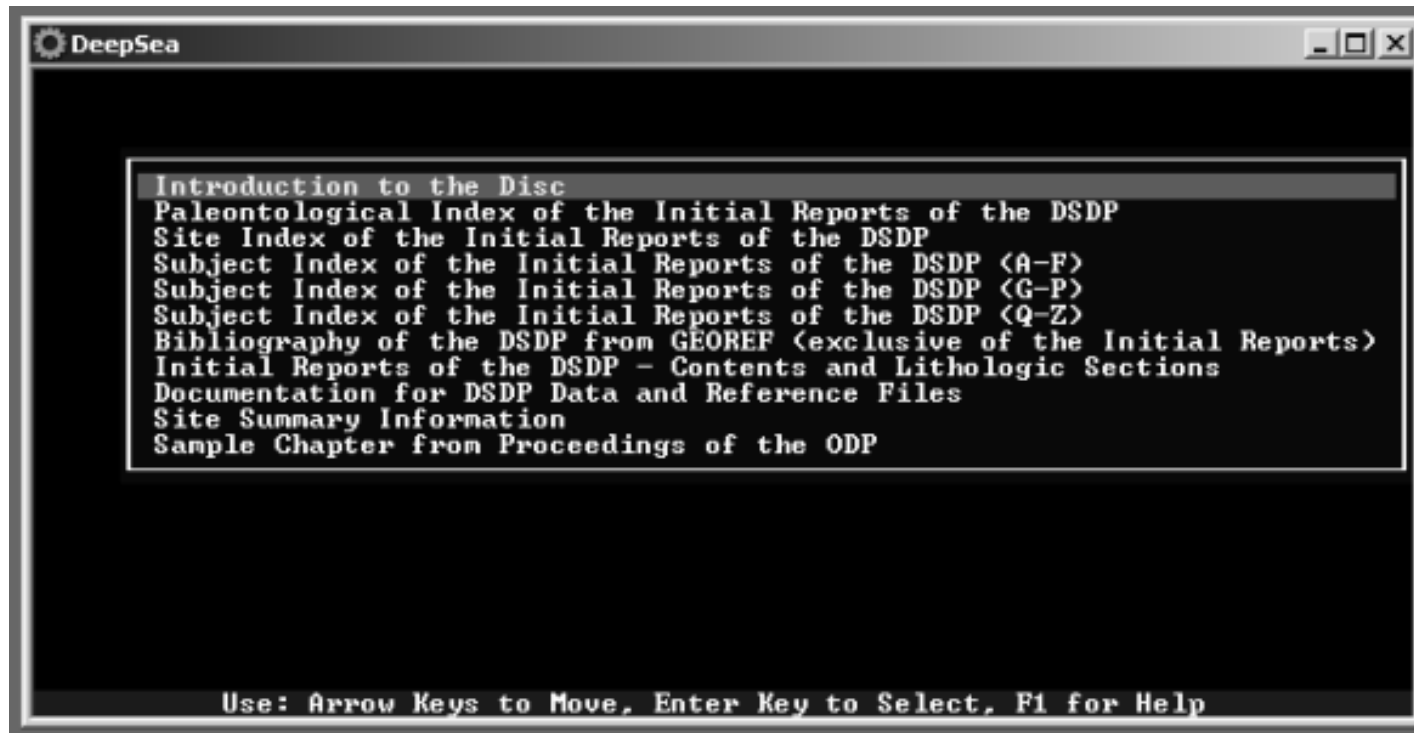 DeepSea
Introduction to the Disc
Paleontological Index of the Initial Reports of the DSDP
Site Index of the Initial Reports of the DSDP
Subject Index of the Initial Reports of the DSDP (A-F)
Subject Index of the Initial Reports of the DSDP (G-P)
Subject Index of the Initial Reports of the DSDP (Q-Z)
Bibliography of the DSDP from GEOREF (exclusive of the Initial Reports)
Initial Reports of the DSDP - Contents and Lithologic Sections
Documentation for DSDP Data and Reference Files
Site Summary Information
Sample Chapter from Proceedings of the ODP
Use: Arrow Keys to Move, Enter Key to Select, F1 for Help